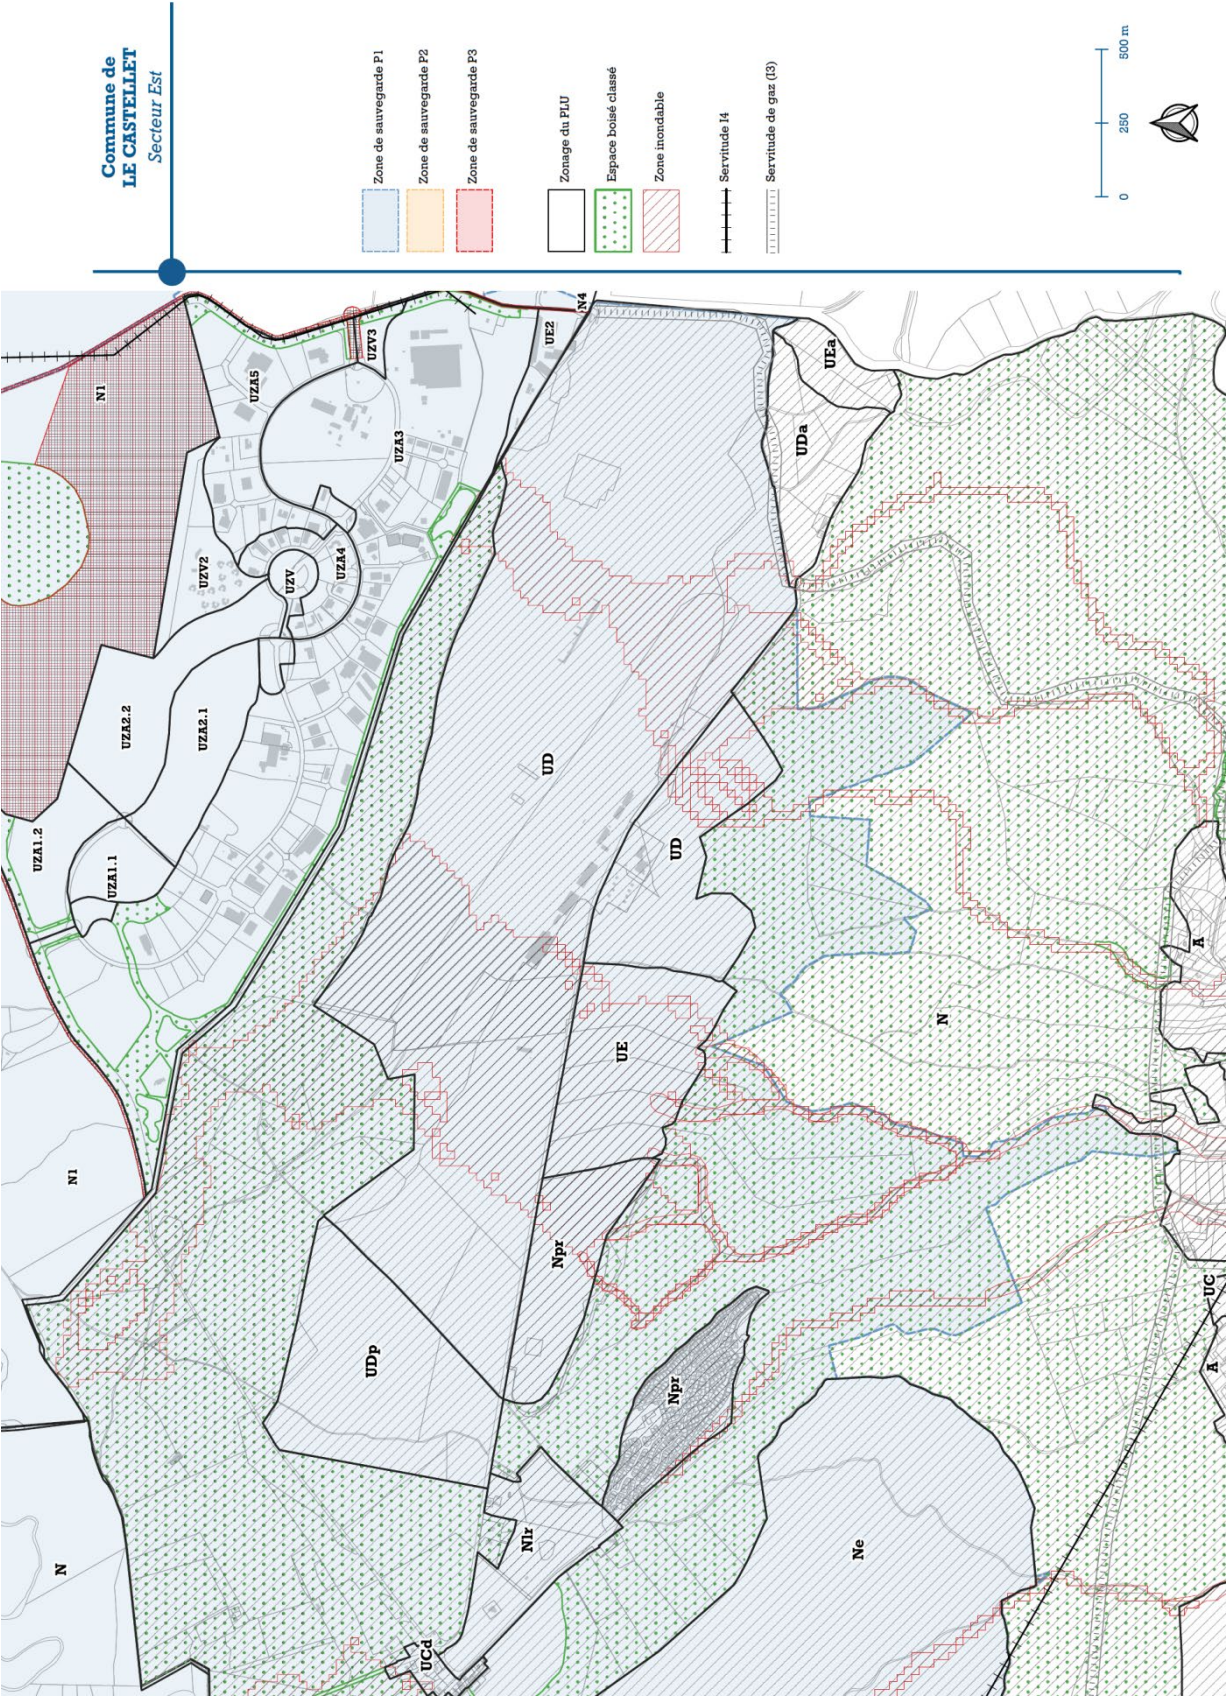 Commune de
LE CASTELLET
Secteur Est
Zone de sauvegarde P1
Zone de sauvegarde P2
Zone de sauvegarde P3
Zonage du PLU
Espace boisé classé
Zone inondable
Servitude I4
Servitude de gaz (I3)
0 250 500 m
N
N1
UZA1.2
UZA1.1
UZA2.2
UZA2.1
UZV2
UZV
UZA4
UZA5
N1
UZV3
UZA3
UE2
N4
UCd
Nlr
UDp
Npr
Npr
UE
UD
UD
UDa
UEa
Ne
N
A
UC
A